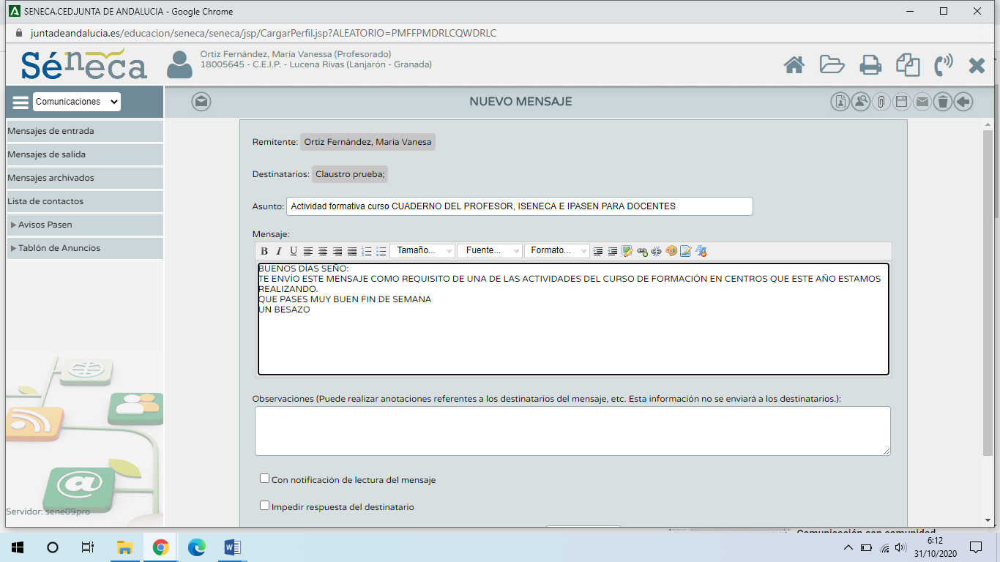 SENECA.CED.JUNTA DE ANDALUCIA - Google Chrome
juntadeandalucia.es/educacion/seneca/seneca/jsp/CargarPerfil.jsp?ALEATORIO=PMFFPMDRLCQWDRLC
Séneca
Ortiz Fernández, María Vanessa (Profesorado)
18005645 - C.E.I.P. - Lucena Rivas (Lanjarón - Granada)
Comunicaciones
NUEVO MENSAJE
Mensajes de entrada
Mensajes de salida
Mensajes archivados
Lista de contactos
Avisos Pasen
Tablón de Anuncios
Remitente: Ortiz Fernández, María Vanesa
Destinatarios: Claustro prueba;
Asunto: Actividad formativa curso CUADERNO DEL PROFESOR, ISENECA E IPASEN PARA DOCENTES
Mensaje:
B I U Tamaño... Fuente... Formato...
BUENOS DÍAS SEÑO:
TE ENVÍO ESTE MENSAJE COMO REQUISITO DE UNA DE LAS ACTIVIDADES DEL CURSO DE FORMACIÓN EN CENTROS QUE ESTE AÑO ESTAMOS
REALIZANDO.
QUE PASES MUY BUEN FIN DE SEMANA
UN BESAZO
Observaciones (Puede realizar anotaciones referentes a los destinatarios del mensaje, etc. Esta información no se enviará a los destinatarios.):
Con notificación de lectura del mensaje
Impedir respuesta del destinatario
Servidor: sene09pro
Comunicación con comunidad
6:12
31/10/2020